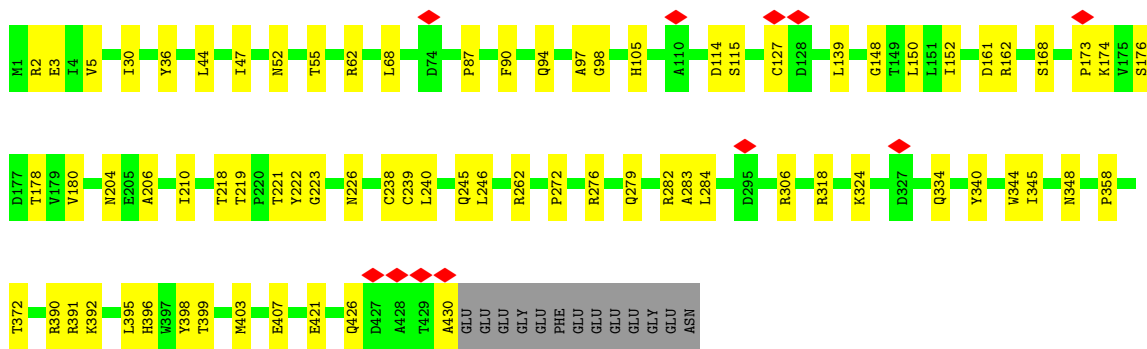 M1 R2 E3 I4 V5 I30 Y36 L44 I47 N52 T55 R62 L68 D74 P87 F90 Q94 A97 G98 H105 A110 D114 S115 C127 D128 L139 G148 T149 L150 L151 I152 D161 R162 S168 P173 K174 V175 S176
D177 T178 V179 V180 N204 E205 A206 I210 T218 T219 P220 T221 Y222 G223 N226 C238 C239 L240 Q245 L246 R262 P272 R276 Q279 R282 A283 L284 D295 R306 R318 K324 D327 Q334 Y340 W344 I345 N348 P358
T372 R390 R391 K392 L395 H396 W397 Y398 T399 M403 E407 E421 Q426 D427 A428 T429 A430 GLU GLU GLU GLY GLU PHE GLU GLU GLU GLU GLY GLU ASN